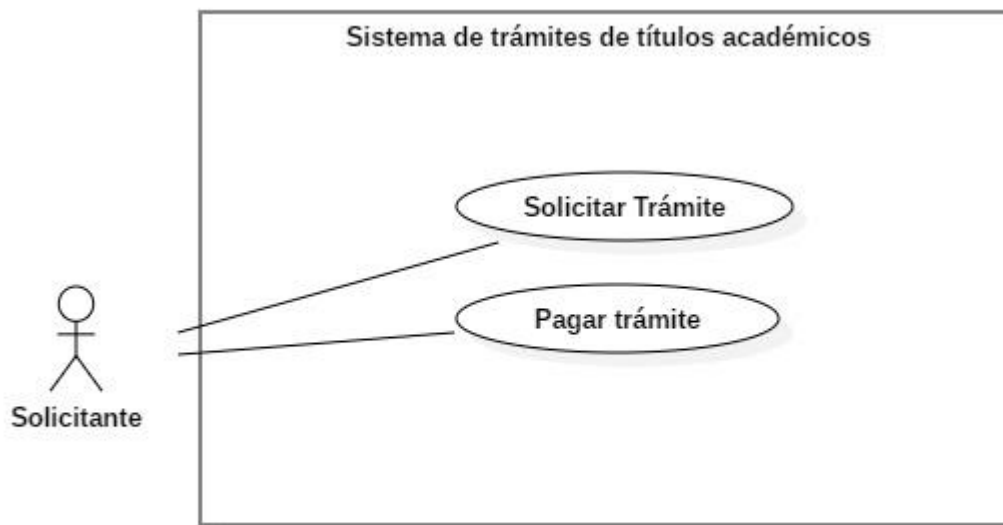 Sistema de trámites de títulos académicos
Solicitar Trámite
Pagar trámite
Solicitante